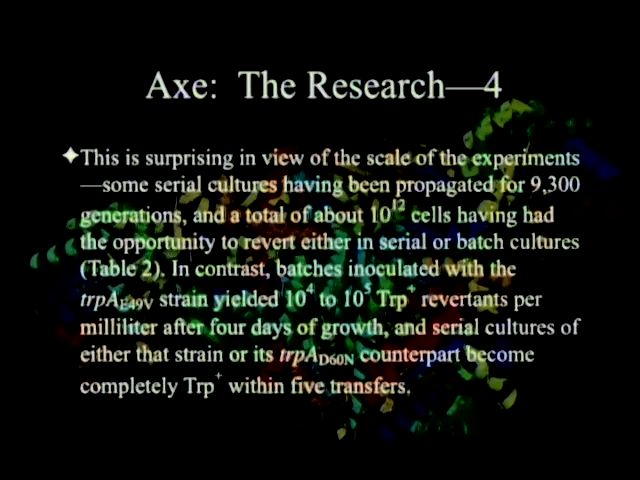 Axe: The Research—4
✦This is surprising in view of the scale of the experiments
—some serial cultures having been propagated for 9,300
generations, and a total of about 10¹² cells having had
the opportunity to revert either in serial or batch cultures
(Table 2). In contrast, batches inoculated with the
trpA_E49V strain yielded 10⁴ to 10⁵ Trp⁺ revertants per
milliliter after four days of growth, and serial cultures of
either that strain or its trpA_D60N counterpart become
completely Trp⁺ within five transfers.